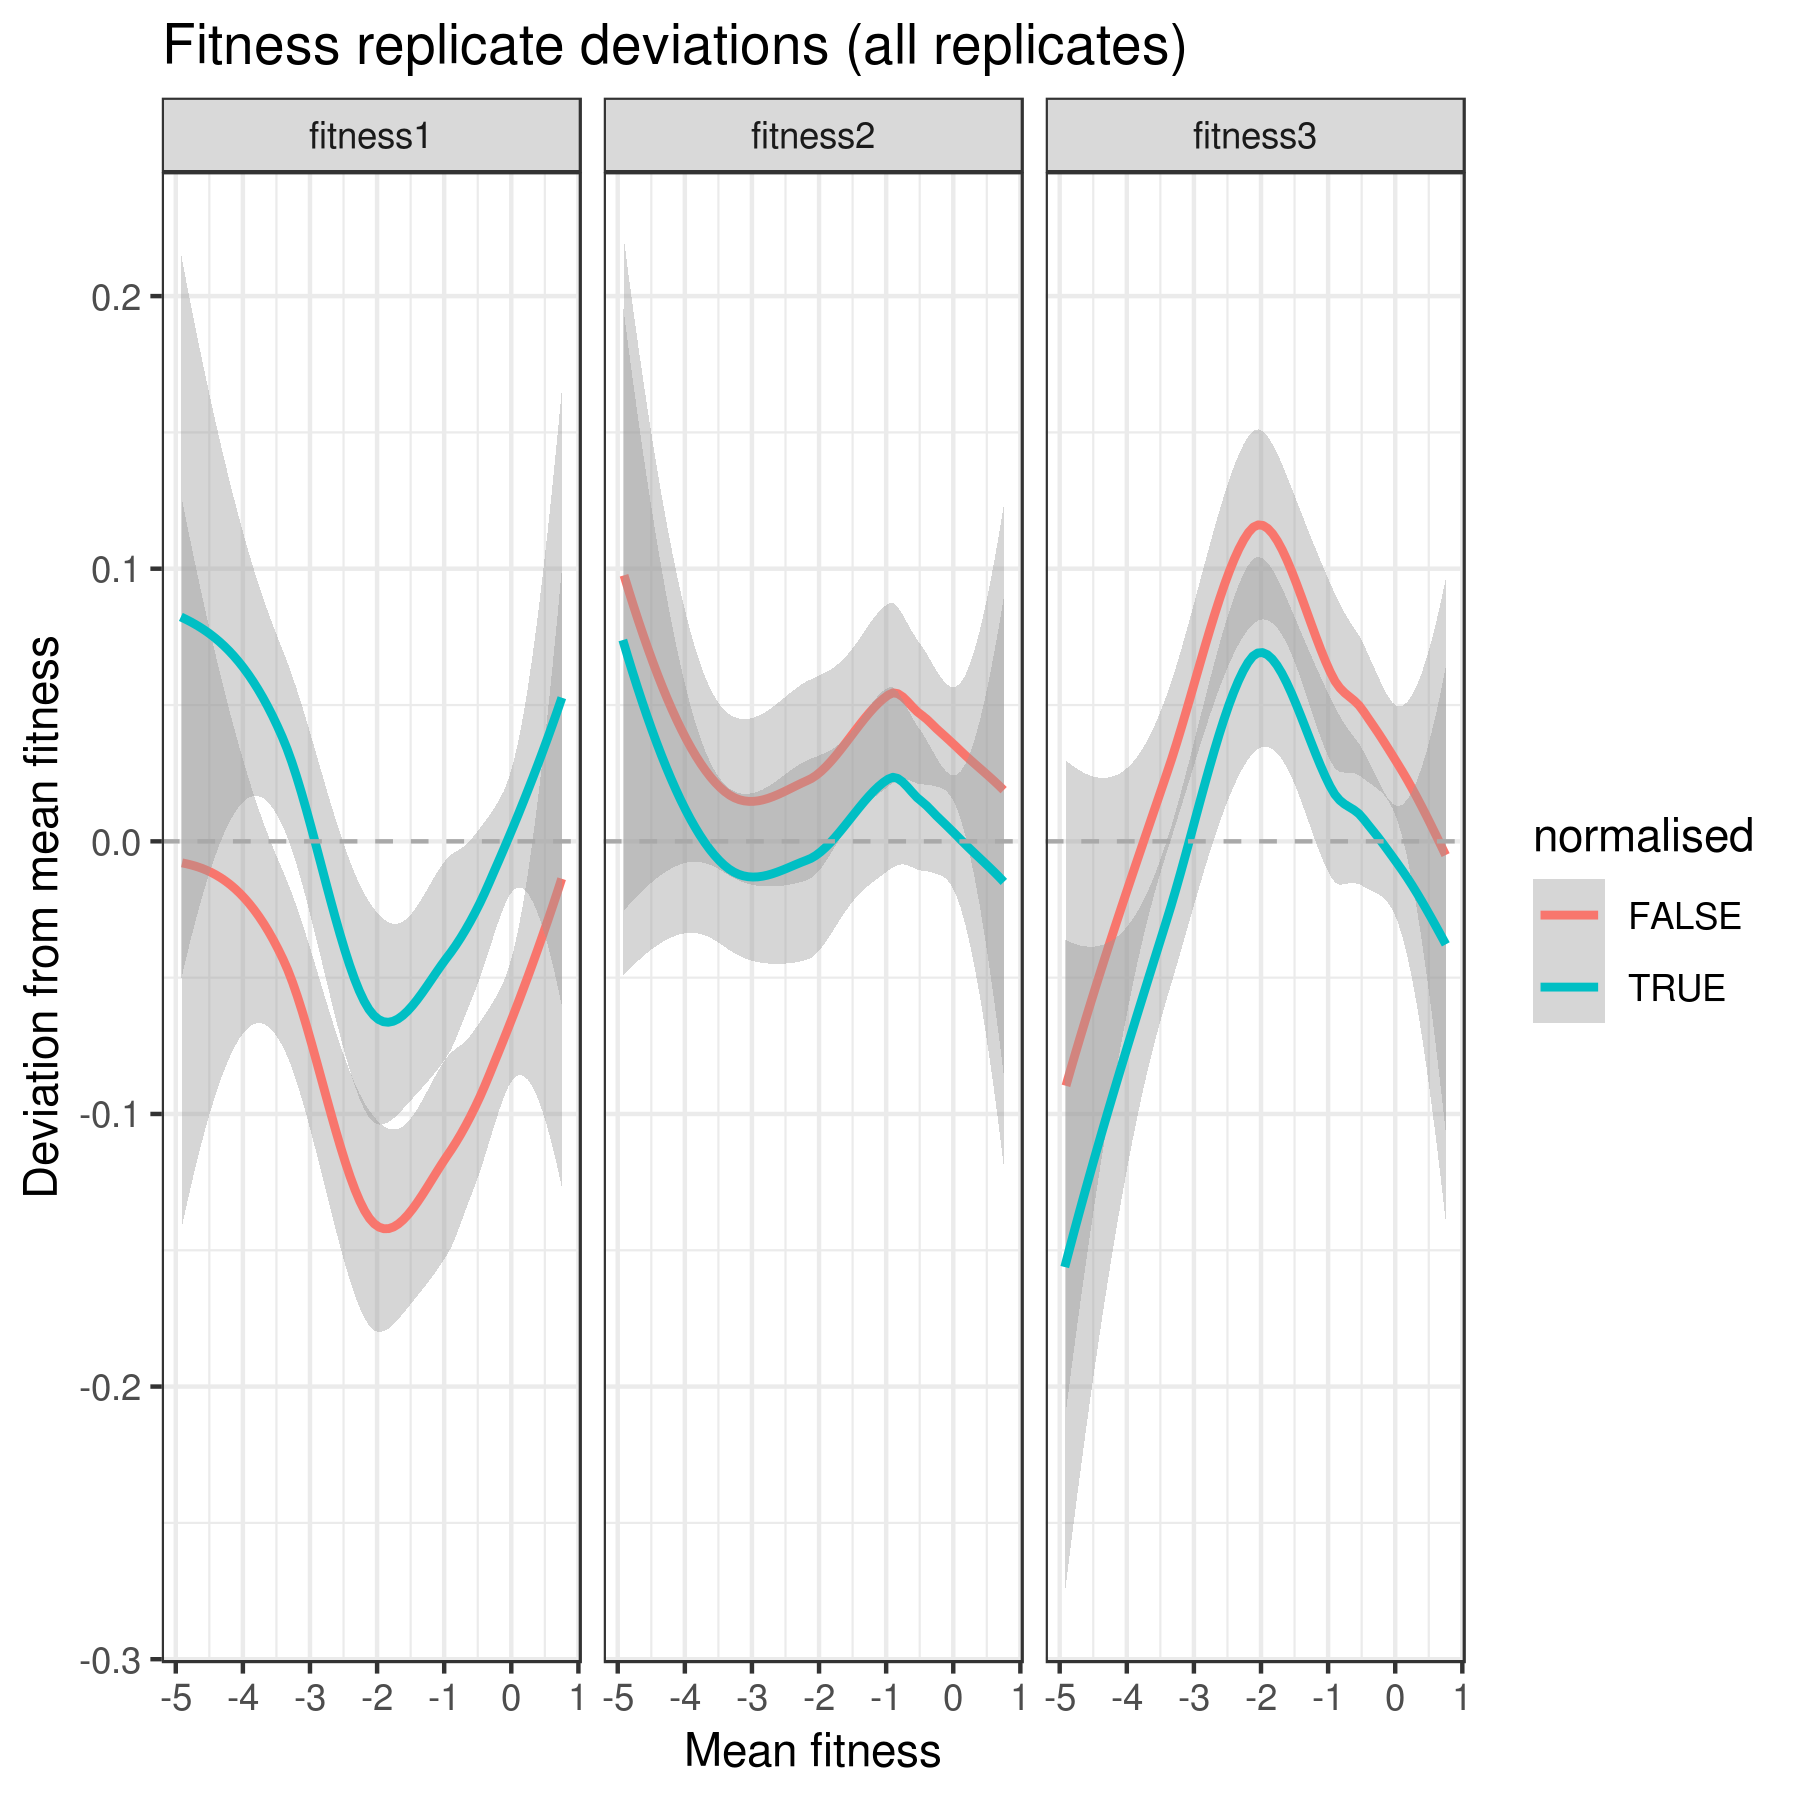 Fitness replicate deviations (all replicates)
fitness1 fitness2 fitness3
0.2
0.1
0.0
-0.1
-0.2
-0.3
Deviation from mean fitness
-5 -4 -3 -2 -1 0 1 -5 -4 -3 -2 -1 0 1 -5 -4 -3 -2 -1 0 1
Mean fitness
normalised
FALSE
TRUE